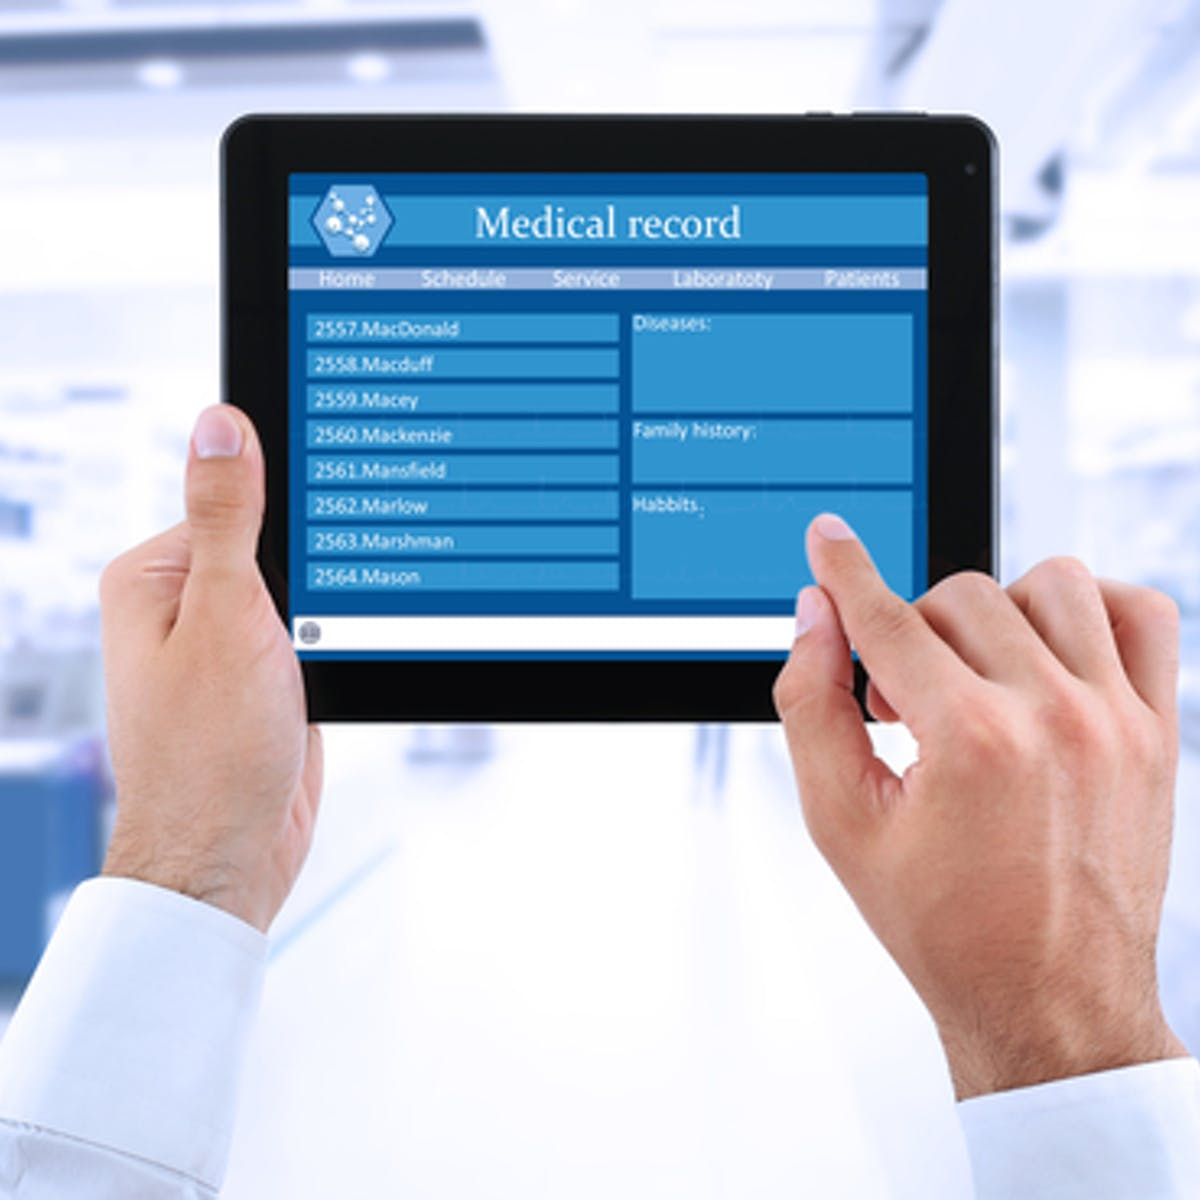 Medical record
Home Schedule Service Laboratoty Patients
2557.MacDonald
2558.Macduff
2559.Macey
2560.Mackenzie
2561.Mansfield
2562.Marlow
2563.Marshman
2564.Mason
Diseases:
Family history:
Habbits: